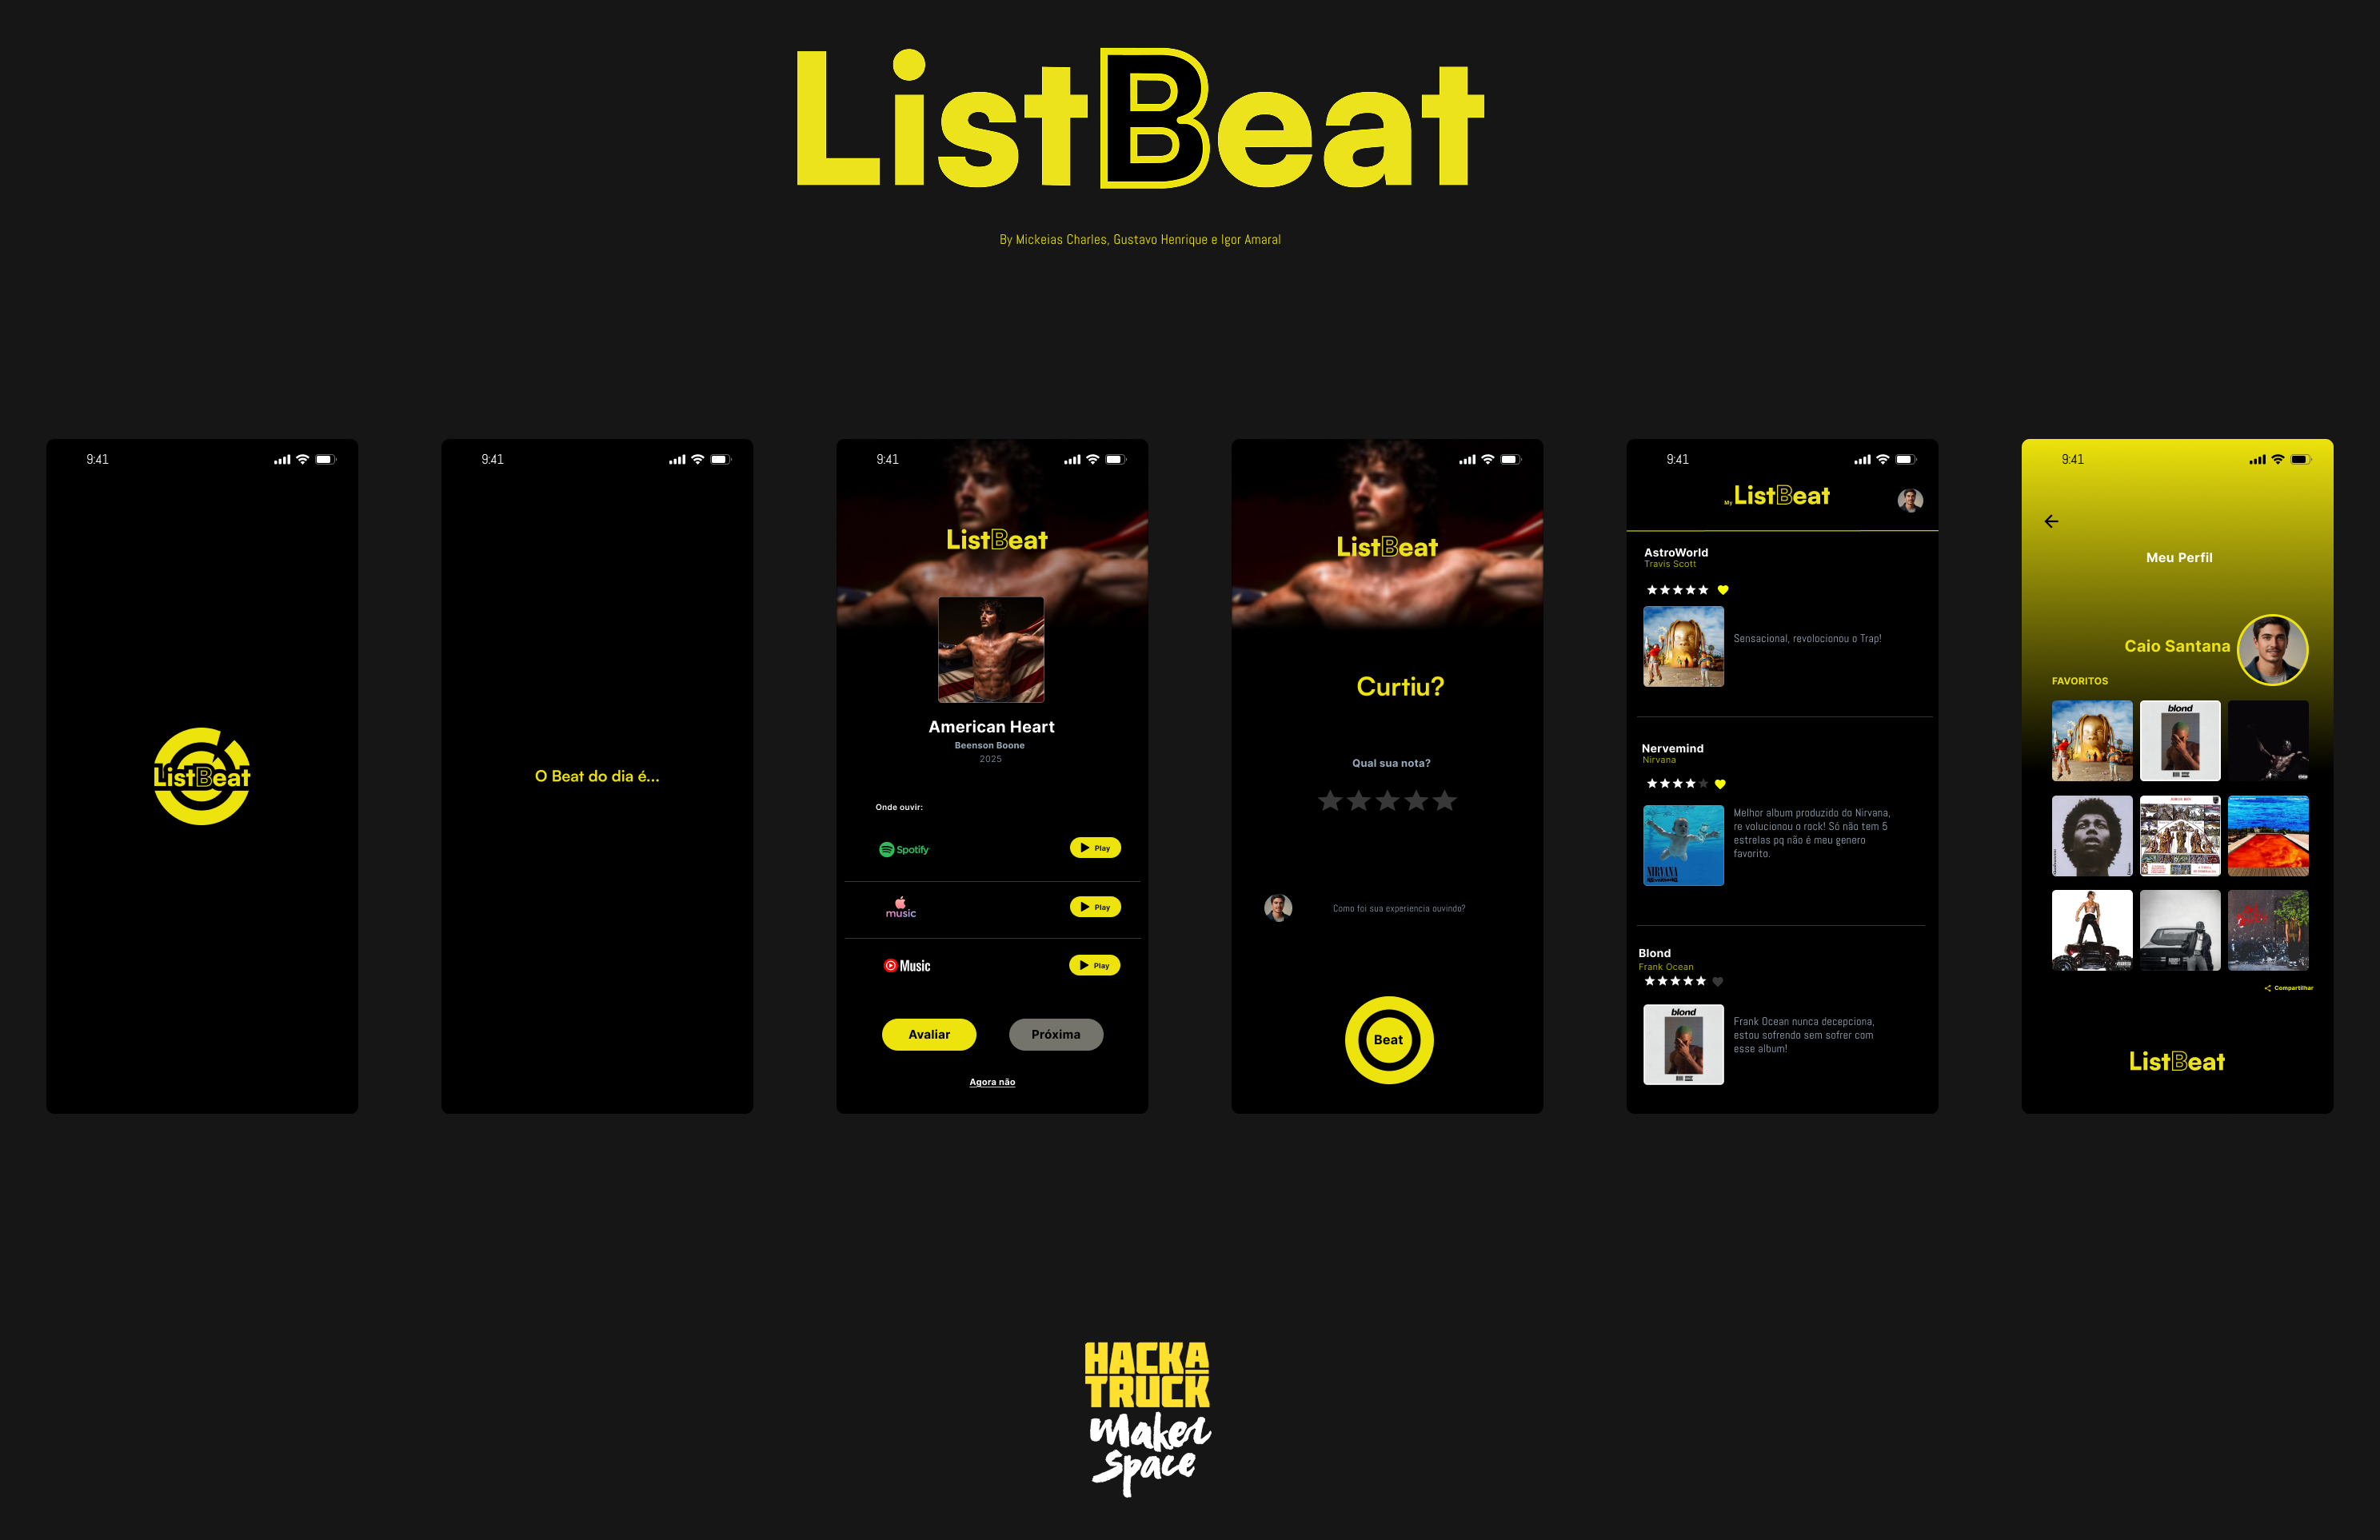 ListBeat
By Mickeias Charles, Gustavo Henrique e Igor Amaral
9:41
ListBeat
9:41
O Beat do dia é...
9:41
ListBeat
American Heart
Beenson Boone
2025
Onde ouvir:
Spotify
Play
music
Play
Music
Play
Avaliar
Próxima
Agora não
ListBeat
Curtiu?
Qual sua nota?
Como foi sua experiencia ouvindo?
Beat
9:41
My ListBeat
AstroWorld
Travis Scott
Sensacional, revolocionou o Trap!
Nervemind
Nirvana
NIRVANA
Melhor album produzido do Nirvana,
re volucionou o rock! Só não tem 5
estrelas pq não é meu genero
favorito.
Blond
Frank Ocean
blond
Frank Ocean nunca decepciona,
estou sofrendo sem sofrer com
esse album!
9:41
Meu Perfil
Caio Santana
FAVORITOS
blond
Compartilhar
ListBeat
HACKA
TRUCK
maker
space